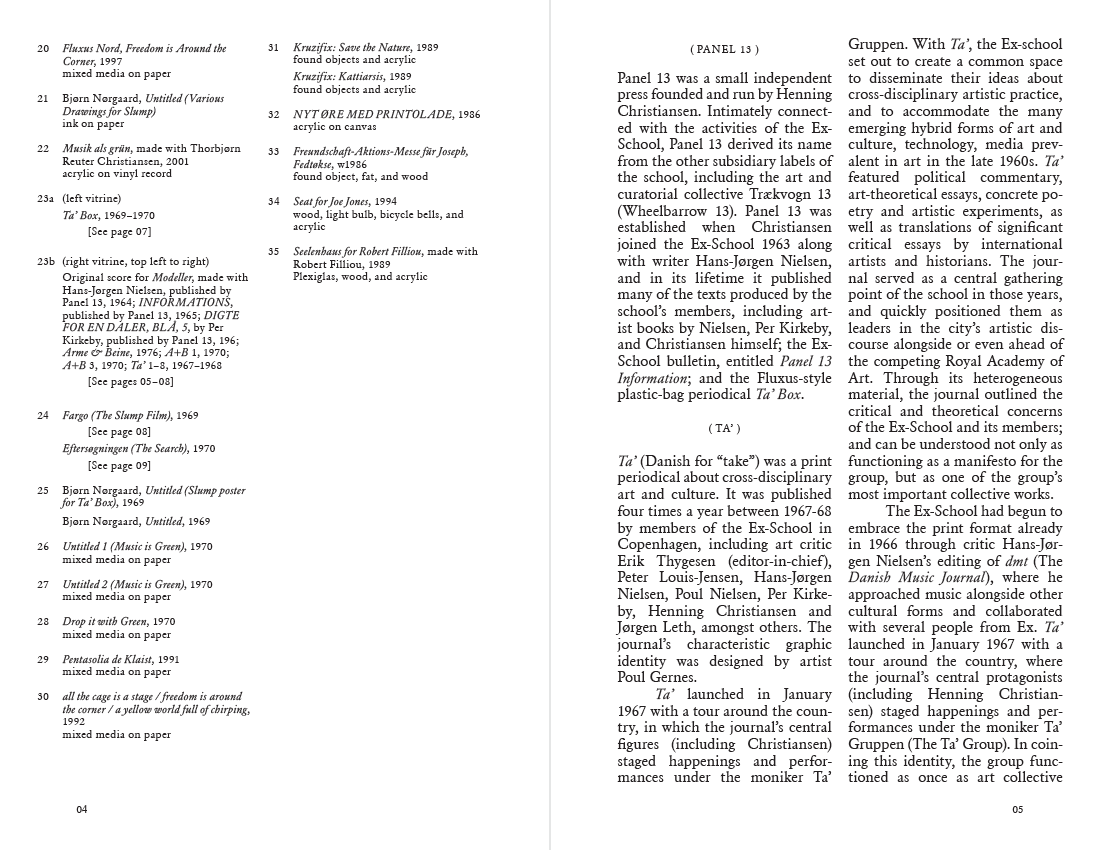 20 Fluxus Nord, Freedom is Around the
Corner, 1997
mixed media on paper
21 Bjørn Nørgaard, Untitled (Various
Drawings for Slump)
ink on paper
22 Musik als grün, made with Thorbjørn
Reuter Christiansen, 2001
acrylic on vinyl record
23a (left vitrine)
Ta’ Box, 1969–1970
[See page 07]
23b (right vitrine, top left to right)
Original score for Modeller, made with
Hans-Jørgen Nielsen, published by
Panel 13, 1964; INFORMATIONS,
published by Panel 13, 1965; DIGTE
FOR EN DALER, BLÅ, 5, by Per
Kirkeby, published by Panel 13, 196;
Arme & Beine, 1976; A+B 1, 1970;
A+B 3, 1970; Ta’ 1–8, 1967–1968
[See pages 05–08]
24 Fargo (The Slump Film), 1969
[See page 08]
Eftersøgningen (The Search), 1970
[See page 09]
25 Bjørn Nørgaard, Untitled (Slump poster
for Ta’ Box), 1969
Bjørn Nørgaard, Untitled, 1969
26 Untitled 1 (Music is Green), 1970
mixed media on paper
27 Untitled 2 (Music is Green), 1970
mixed media on paper
28 Drop it with Green, 1970
mixed media on paper
29 Pentasolia de Klaist, 1991
mixed media on paper
30 all the cage is a stage / freedom is around
the corner / a yellow world full of chirping,
1992
mixed media on paper
31 Kruzifix: Save the Nature, 1989
found objects and acrylic
Kruzifix: Kattiarsis, 1989
found objects and acrylic
32 NYT ØRE MED PRINTOLADE, 1986
acrylic on canvas
33 Freundschaft-Aktions-Messe für Joseph,
Fedtøkse, w1986
found object, fat, and wood
34 Seat for Joe Jones, 1994
wood, light bulb, bicycle bells, and
acrylic
35 Seelenhaus for Robert Filliou, made with
Robert Filliou, 1989
Plexiglas, wood, and acrylic
04
( PANEL 13 )
Panel 13 was a small independent
press founded and run by Henning
Christiansen. Intimately connect-
ed with the activities of the Ex-
School, Panel 13 derived its name
from the other subsidiary labels of
the school, including the art and
curatorial collective Trækvogn 13
(Wheelbarrow 13). Panel 13 was
established when Christiansen
joined the Ex-School 1963 along
with writer Hans-Jørgen Nielsen,
and in its lifetime it published
many of the texts produced by the
school’s members, including art-
ist books by Nielsen, Per Kirkeby,
and Christiansen himself; the Ex-
School bulletin, entitled Panel 13
Information; and the Fluxus-style
plastic-bag periodical Ta’ Box.
( TA’ )
Ta’ (Danish for “take”) was a print
periodical about cross-disciplinary
art and culture. It was published
four times a year between 1967-68
by members of the Ex-School in
Copenhagen, including art critic
Erik Thygesen (editor-in-chief),
Peter Louis-Jensen, Hans-Jørgen
Nielsen, Poul Nielsen, Per Kirke-
by, Henning Christiansen and
Jørgen Leth, amongst others. The
journal’s characteristic graphic
identity was designed by artist
Poul Gernes.
Ta’ launched in January
1967 with a tour around the coun-
try, in which the journal’s central
figures (including Christiansen)
staged happenings and perfor-
mances under the moniker Ta’
Gruppen. With Ta’, the Ex-school
set out to create a common space
to disseminate their ideas about
cross-disciplinary artistic practice,
and to accommodate the many
emerging hybrid forms of art and
culture, technology, media prev-
alent in art in the late 1960s. Ta’
featured political commentary,
art-theoretical essays, concrete po-
etry and artistic experiments, as
well as translations of significant
critical essays by international
artists and historians. The jour-
nal served as a central gathering
point of the school in those years,
and quickly positioned them as
leaders in the city’s artistic dis-
course alongside or even ahead of
the competing Royal Academy of
Art. Through its heterogeneous
material, the journal outlined the
critical and theoretical concerns
of the Ex-School and its members;
and can be understood not only as
functioning as a manifesto for the
group, but as one of the group’s
most important collective works.
The Ex-School had begun to
embrace the print format already
in 1966 through critic Hans-Jør-
gen Nielsen’s editing of dmt (The
Danish Music Journal), where he
approached music alongside other
cultural forms and collaborated
with several people from Ex. Ta’
launched in January 1967 with a
tour around the country, where
the journal’s central protagonists
(including Henning Christian-
sen) staged happenings and per-
formances under the moniker Ta’
Gruppen (The Ta’ Group). In coin-
ing this identity, the group func-
tioned as once as art collective
05